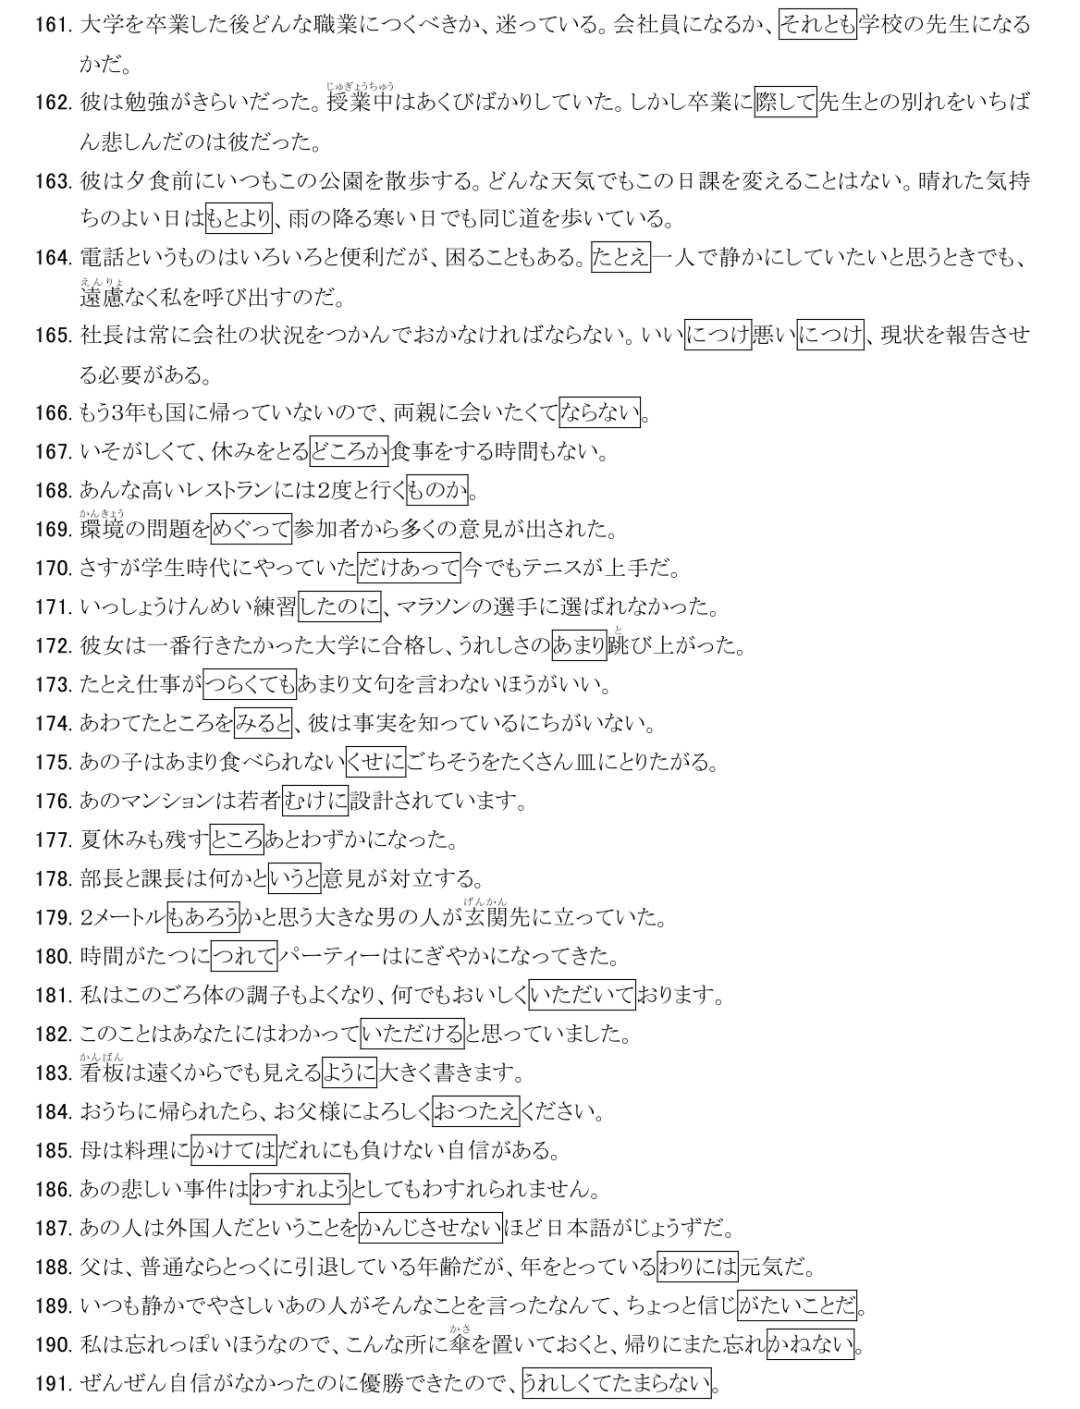 161. 大学を卒業した後どんな職業につくべきか、迷っている。会社員になるか、それとも学校の先生になる
かだ。
じゅぎょうちゅう
162. 彼は勉強がきらいだった。授業中はあくびばかりしていた。しかし卒業に際して先生との別れをいちば
ん悲しんだのは彼だった。
163. 彼は夕食前にいつもこの公園を散歩する。どんな天気でもこの日課を変えることはない。晴れた気持
ちのよい日はもとより、雨の降る寒い日でも同じ道を歩いている。
164. 電話というものはいろいろと便利だが、困ることもある。たとえ一人で静かにしていたいと思うときでも、
えんりょ
遠慮なく私を呼び出すのだ。
165. 社長は常に会社の状況をつかんでおかなければならない。いいにつけ悪いにつけ、現状を報告させ
る必要がある。
166. もう3年も国に帰っていないので、両親に会いたくてならない。
167. いそがしくて、休みをとるどころか食事をする時間もない。
168. あんな高いレストランには2度と行くものか。
かんきょう
169. 環境の問題をめぐって参加者から多くの意見が出された。
170. さすが学生時代にやっていただけあって今でもテニスが上手だ。
171. いっしょうけんめい練習したのに、マラソンの選手に選ばれなかった。
と
172. 彼女は一番行きたかった大学に合格し、うれしさのあまり跳び上がった。
173. たとえ仕事がつらくてもあまり文句を言わないほうがいい。
174. あわてたところをみると、彼は事実を知っているにちがいない。
175. あの子はあまり食べられないくせにごちそうをたくさん皿にとりたがる。
176. あのマンションは若者むけに設計されています。
177. 夏休みも残すところあとわずかになった。
178. 部長と課長は何かというと意見が対立する。
げんかん
179. 2メートルもあろうかと思う大きな男の人が玄関先に立っていた。
180. 時間がたつにつれてパーティーはにぎやかになってきた。
181. 私はこのごろ体の調子もよくなり、何でもおいしくいただいております。
182. このことはあなたにはわかっていただけると思っていました。
かんばん
183. 看板は遠くからでも見えるように大きく書きます。
184. おうちに帰られたら、お父様によろしくおつたえください。
185. 母は料理にかけてはだれにも負けない自信がある。
186. あの悲しい事件はわすれようとしてもわすれられません。
187. あの人は外国人だということをかんじさせないほど日本語がじょうずだ。
188. 父は、普通ならとっくに引退している年齢だが、年をとっているわりには元気だ。
189. いつも静かでやさしいあの人がそんなことを言ったなんて、ちょっと信じがたいことだ。
かさ
190. 私は忘れっぽいほうなので、こんな所に傘を置いておくと、帰りにまた忘れかねない。
191. ぜんぜん自信がなかったのに優勝できたので、うれしくてたまらない。